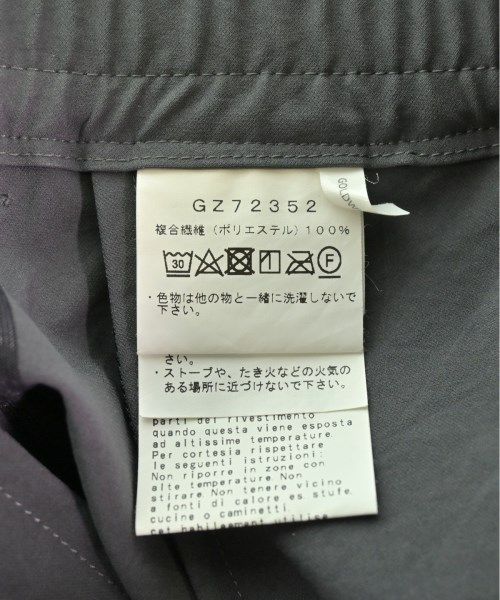 GOLDW
GZ72352
複合繊維（ポリエステル）100%
30 F
・色物は他の物と一緒に洗濯しないで
下さい。
さい。
・ストーブや、たき火などの火気の
ある場所に近づけないで下さい。
parti del rivestimento
quando questa viene esposta
ad altissime temperature.
Per cortesia rispettare
le seguenti istruzioni:
Non riporre in zone con
alte temperature. Non
stirare. Non tenere vicino
a fonti di calore es. stufe,
cucine o caminetti.
cet habillement utilise